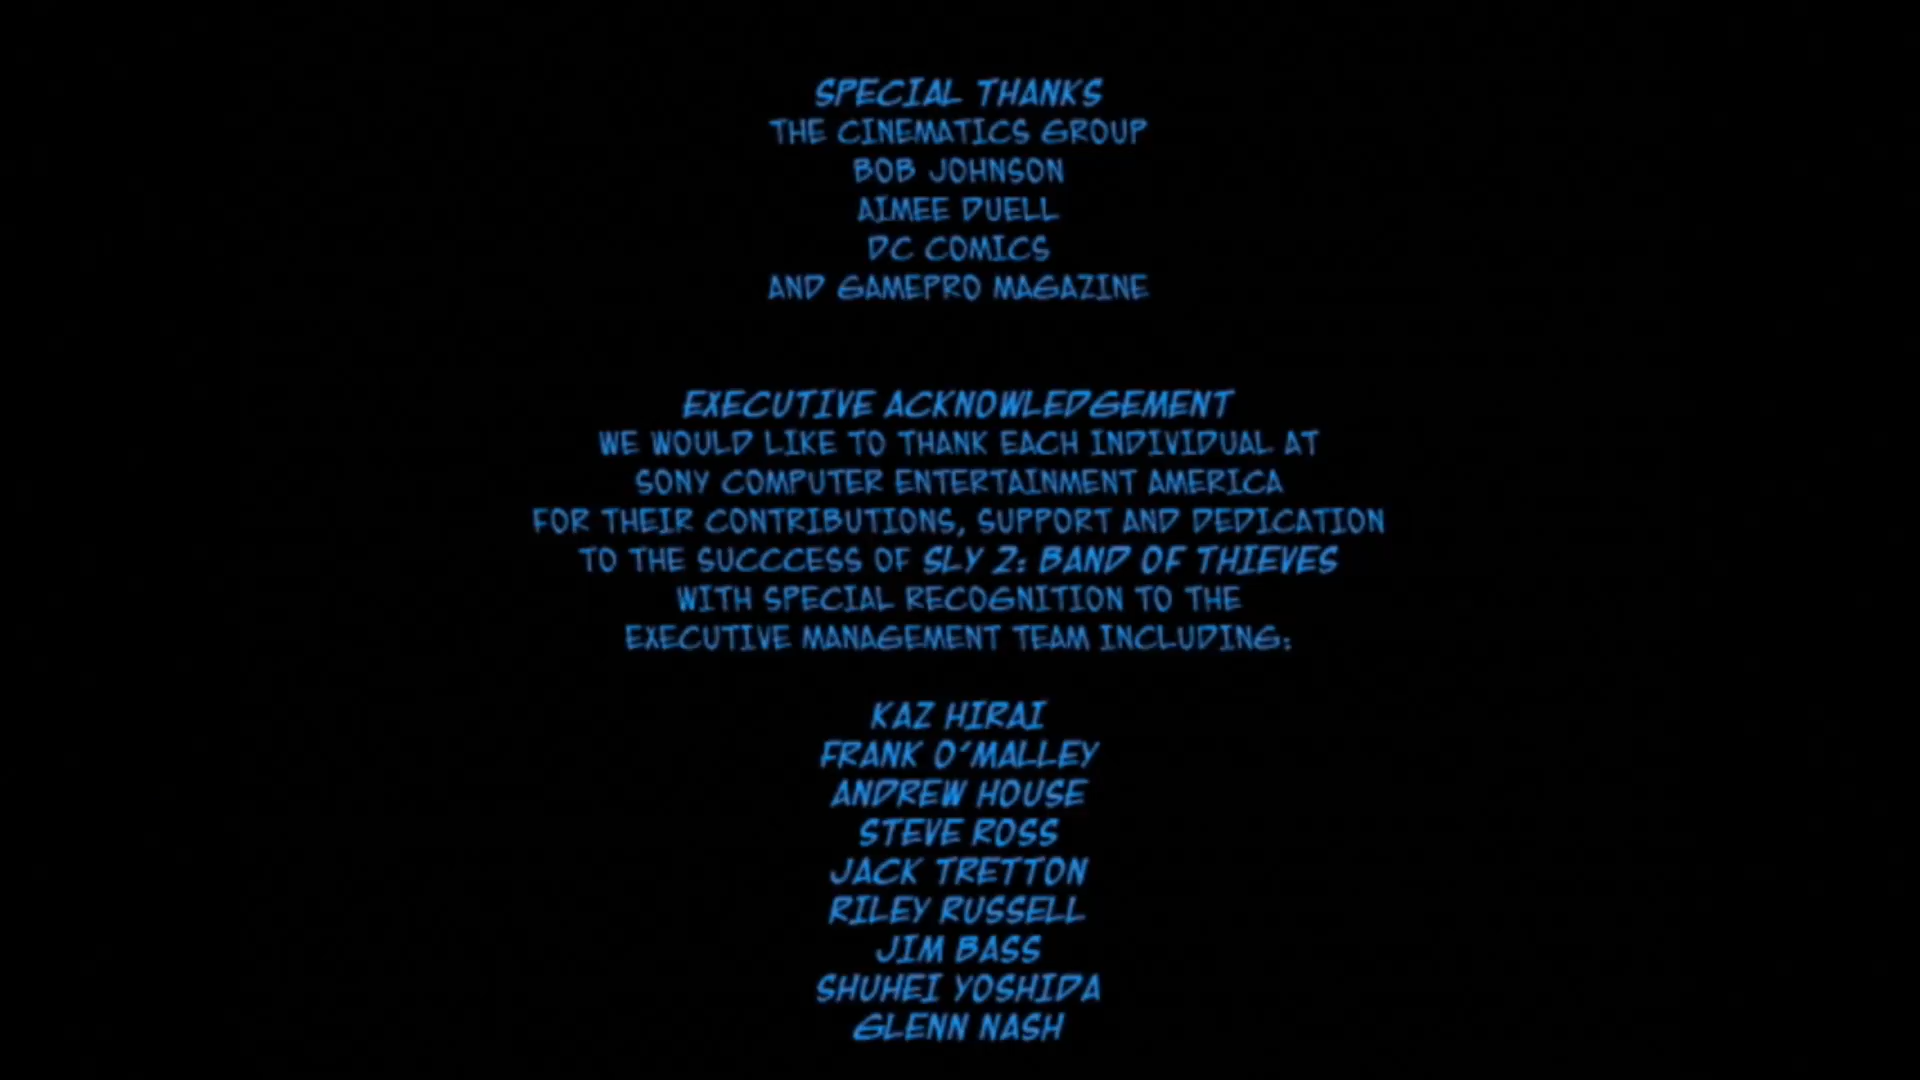 SPECIAL THANKS
THE CINEMATICS GROUP
BOB JOHNSON
AIMEE DUELL
DC COMICS
AND GAMEPRO MAGAZINE
EXECUTIVE ACKNOWLEDGEMENT
WE WOULD LIKE TO THANK EACH INDIVIDUAL AT
SONY COMPUTER ENTERTAINMENT AMERICA
FOR THEIR CONTRIBUTIONS, SUPPORT AND DEDICATION
TO THE SUCCCESS OF SLY 2: BAND OF THIEVES
WITH SPECIAL RECOGNITION TO THE
EXECUTIVE MANAGEMENT TEAM INCLUDING:
KAZ HIRAI
FRANK O'MALLEY
ANDREW HOUSE
STEVE ROSS
JACK TRETTON
RILEY RUSSELL
JIM BASS
SHUHEI YOSHIDA
GLENN NASH